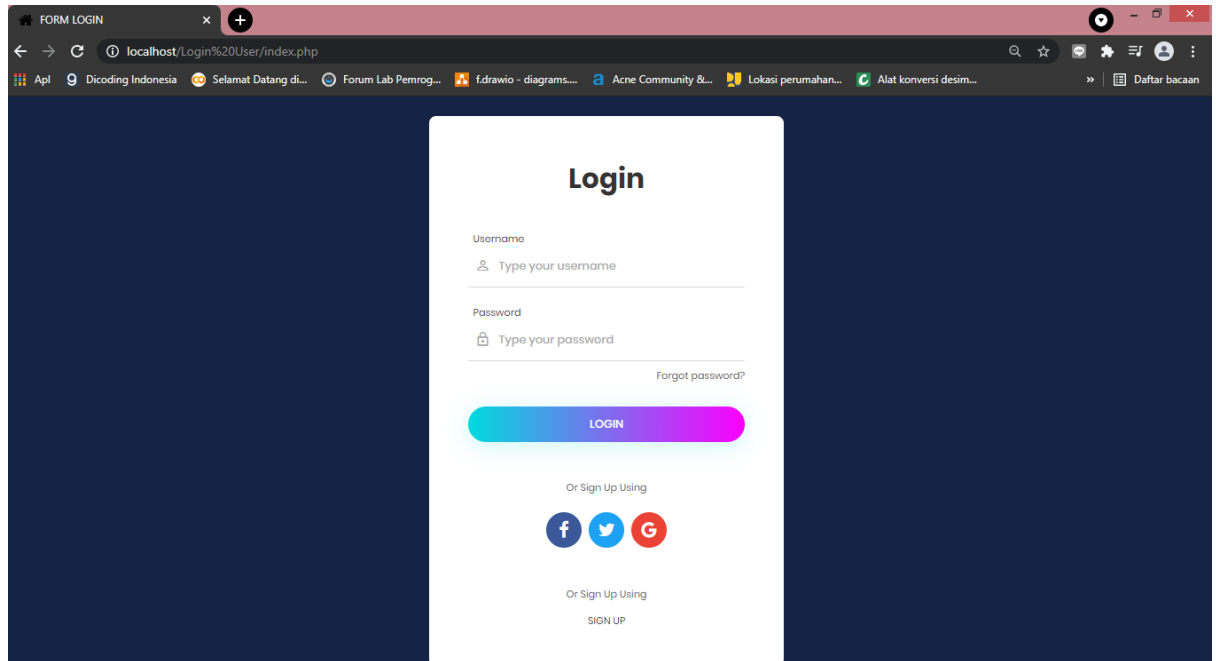 FORM LOGIN
localhost/Login%20User/index.php
Apl Dicoding Indonesia Selamat Datang di... Forum Lab Pemrog... f.drawio - diagrams.... Acne Community &... Lokasi perumahan... Alat konversi desim... » Daftar bacaan
Login
Username
Type your username
Password
Type your password
Forgot password?
LOGIN
Or Sign Up Using
Or Sign Up Using
SIGN UP